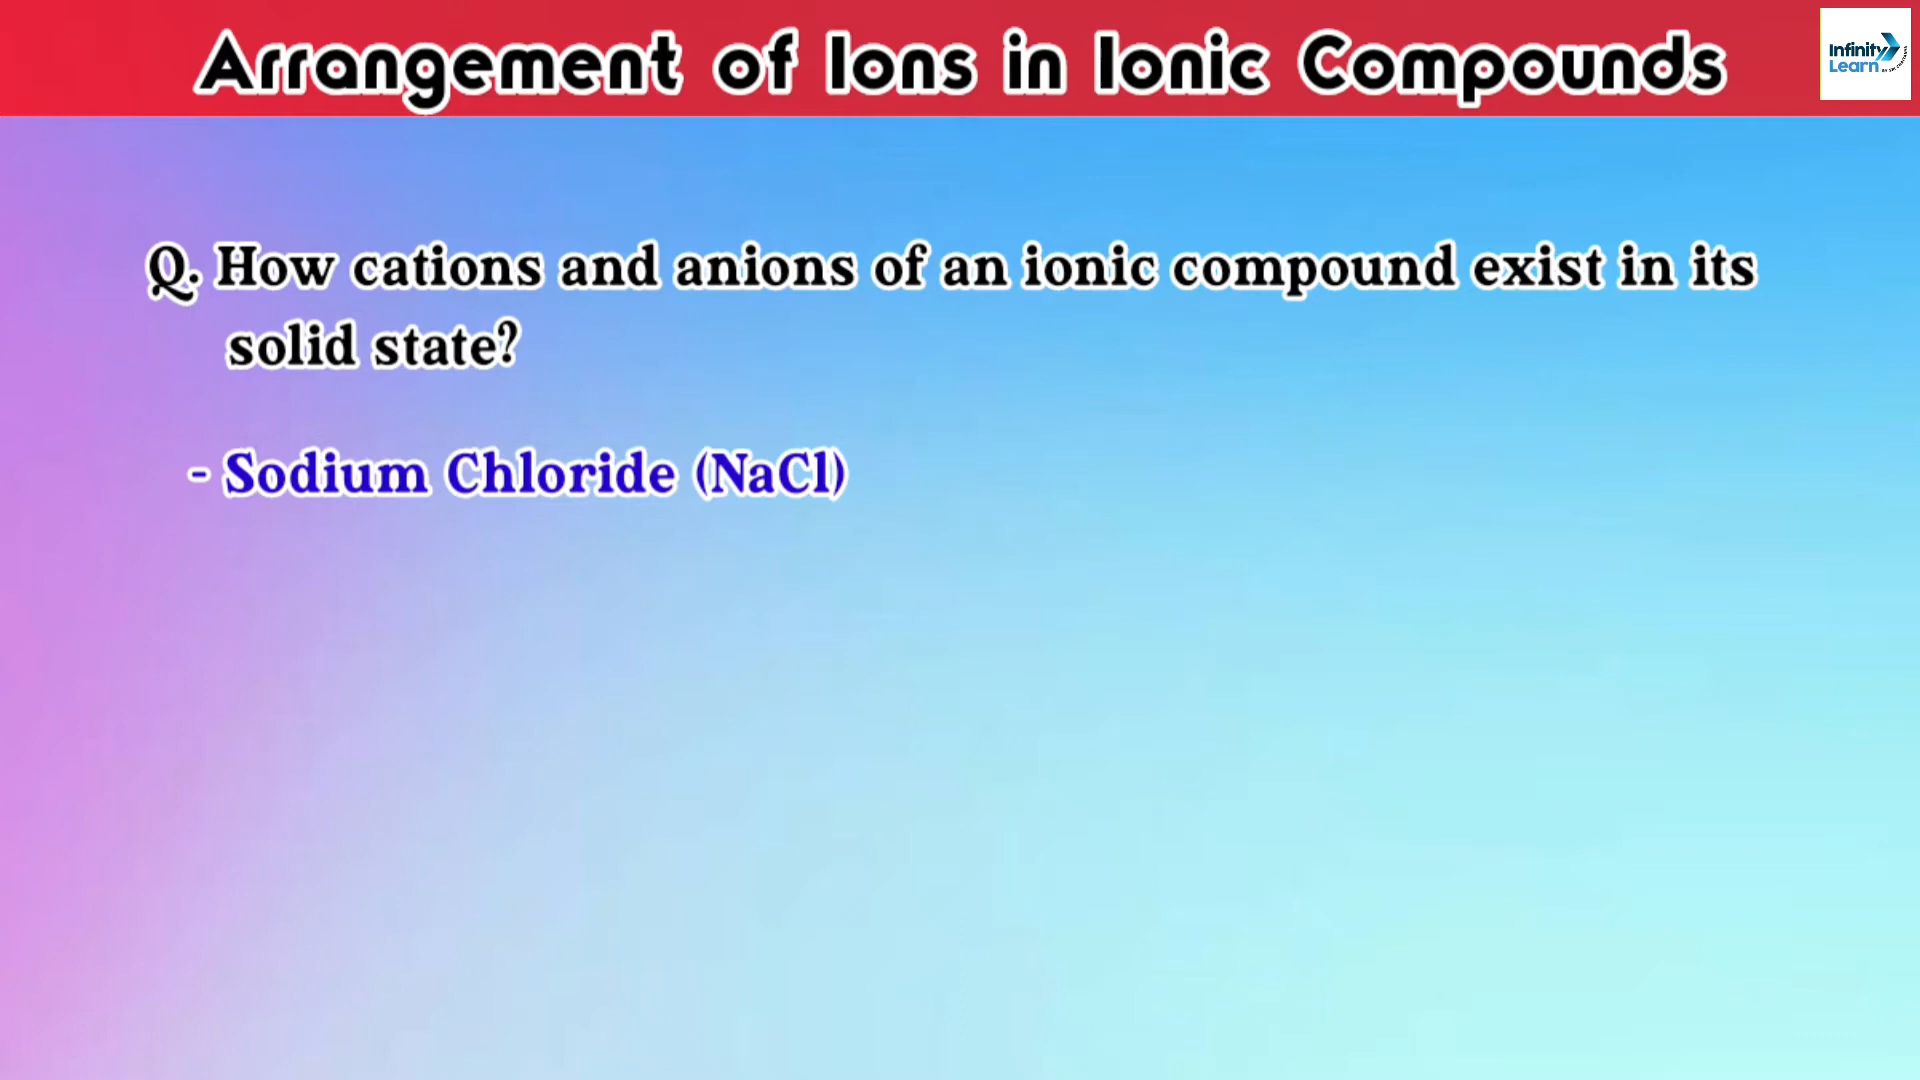 Arrangement of Ions in Ionic Compounds
Infinity
Learn
Q. How cations and anions of an ionic compound exist in its
solid state?
- Sodium Chloride (NaCl)